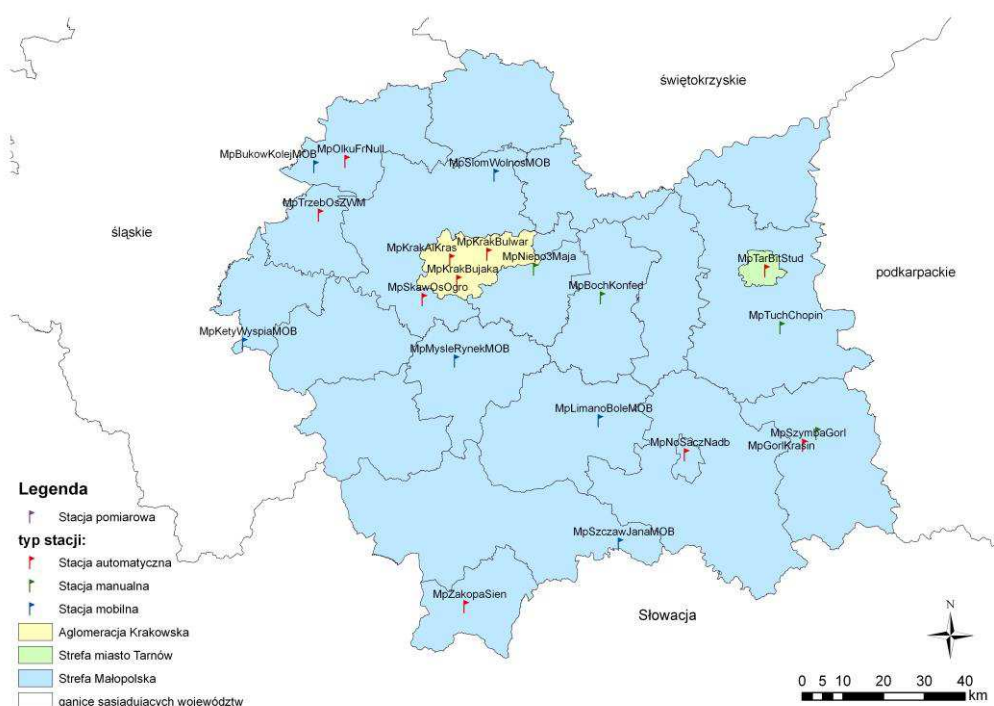 świętokrzyskie
MpBukowKolejMOB
MpOlkuFrNull
MpSlomWolnosMOB
MpTrzebOsZWM
śląskie
MpKrakAlKras
MpKrakBulwar
MpNiepo3Maja
MpTarBitStud
podkarpackie
MpKrakBujaka
MpSkawOsOgro
MpBochKonfed
MpTuchChopin
MpKetyWyspiaMOB
MpMysleRynekMOB
MpLimanoBoleMOB
MpNoSaczNadb
MpSzymbaGorl
MpGorlKrasin
MpSzczawJanaMOB
MpZakopaSien
Słowacja
Legenda
Stacja pomiarowa
typ stacji:
Stacja automatyczna
Stacja manualna
Stacja mobilna
Aglomeracja Krakowska
Strefa miasto Tarnów
Strefa Małopolska
ganice sąsiadujących województw
N
0 5 10 20 30 40
km